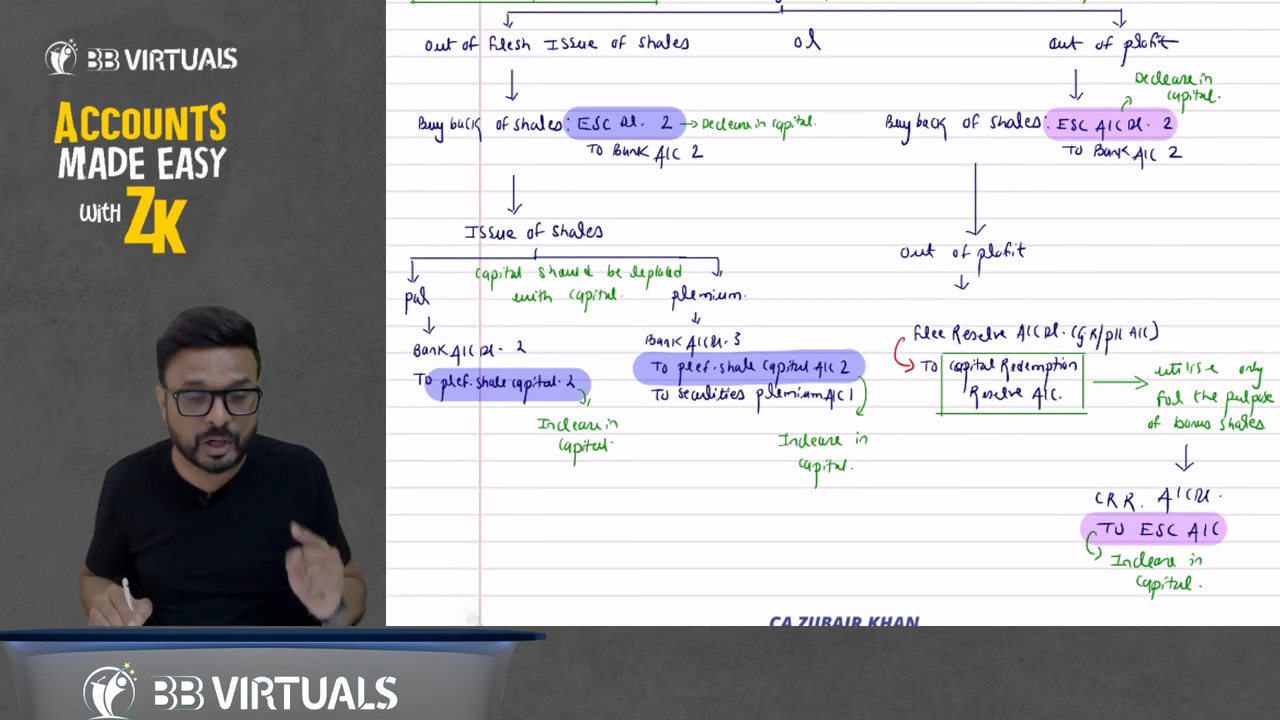 BB VIRTUALS
ACCOUNTS
MADE EASY
WITH ZK
Out of fresh Issue of shares
or
out of profit
Decrease in
capital.
Buy back of shares: ESC Dr. 2 → Decrease in capital.
To Bank A/C 2
Buy back of shares: ESC A/C Dr. 2
To Bank A/C 2
Issue of shares
out of profit
capital should be replaced
with capital.
par
premium.
Bank A/C Dr. 2
To pref. share capital. 2
Bank A/C Dr. 3
To pref. share capital A/C 2
To securities premium A/C 1
Free Reserve A/C Dr. (GR/P/L A/C)
To capital Redemption
Reserve A/C.
utilise only
for the purpose
of bonus shares
Increase in
capital.
Increase in
capital.
CRR. A/C Dr.
TO ESC A/C
Increase in
capital.
CA ZUBAIR KHAN
BB VIRTUALS